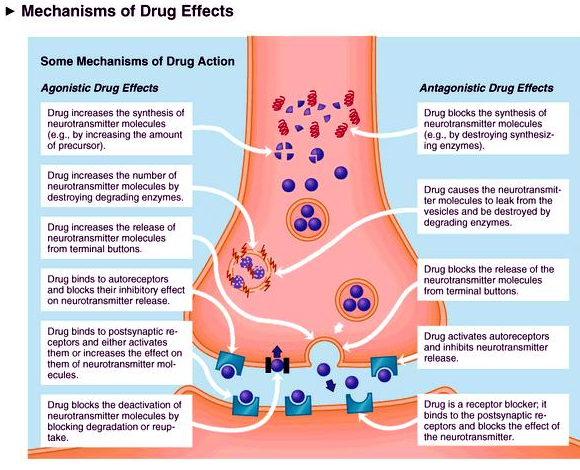 ► Mechanisms of Drug Effects
Some Mechanisms of Drug Action
Agonistic Drug Effects
Drug increases the synthesis of
neurotransmitter molecules
(e.g., by increasing the amount
of precursor).
Drug increases the number of
neurotransmitter molecules by
destroying degrading enzymes.
Drug increases the release of
neurotransmitter molecules
from terminal buttons.
Drug binds to autoreceptors
and blocks their inhibitory effect
on neurotransmitter release.
Drug binds to postsynaptic re-
ceptors and either activates
them or increases the effect on
them of neurotransmitter mol-
ecules.
Drug blocks the deactivation of
neurotransmitter molecules by
blocking degradation or reup-
take.
Antagonistic Drug Effects
Drug blocks the synthesis of
neurotransmitter molecules
(e.g., by destroying synthesiz-
ing enzymes).
Drug causes the neurotransmit-
ter molecules to leak from the
vesicles and be destroyed by
degrading enzymes.
Drug blocks the release of the
neurotransmitter molecules
from terminal buttons.
Drug activates autoreceptors
and inhibits neurotransmitter
release.
Drug is a receptor blocker; it
binds to the postsynaptic re-
ceptors and blocks the effect of
the neurotransmitter.